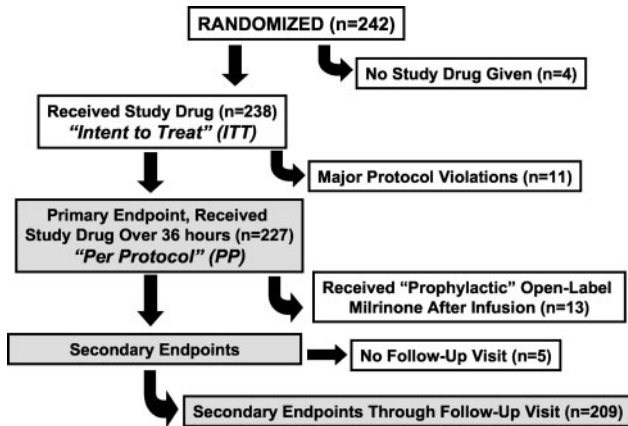 RANDOMIZED (n=242)
No Study Drug Given (n=4)
Received Study Drug (n=238)
“Intent to Treat” (ITT)
Major Protocol Violations (n=11)
Primary Endpoint, Received
Study Drug Over 36 hours (n=227)
“Per Protocol” (PP)
Received “Prophylactic” Open-Label
Milrinone After Infusion (n=13)
Secondary Endpoints
No Follow-Up Visit (n=5)
Secondary Endpoints Through Follow-Up Visit (n=209)